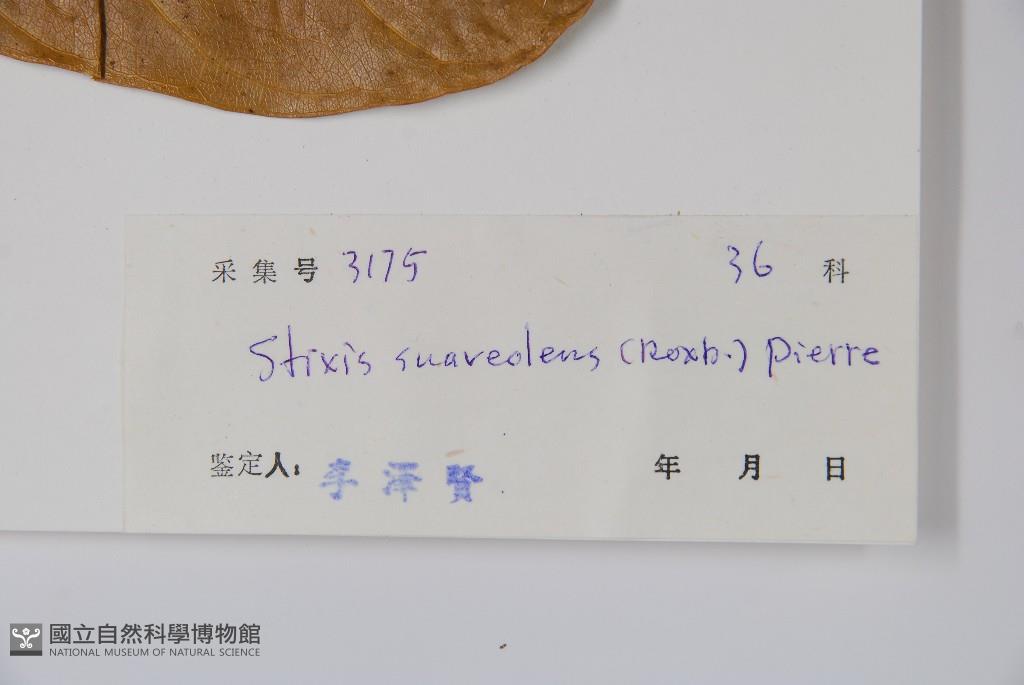 采集号 3175 36 科
Stixis suaveolens (Roxb.) Pierre
鉴定人: 李泽賢 年 月 日
國立自然科學博物館
NATIONAL MUSEUM OF NATURAL SCIENCE